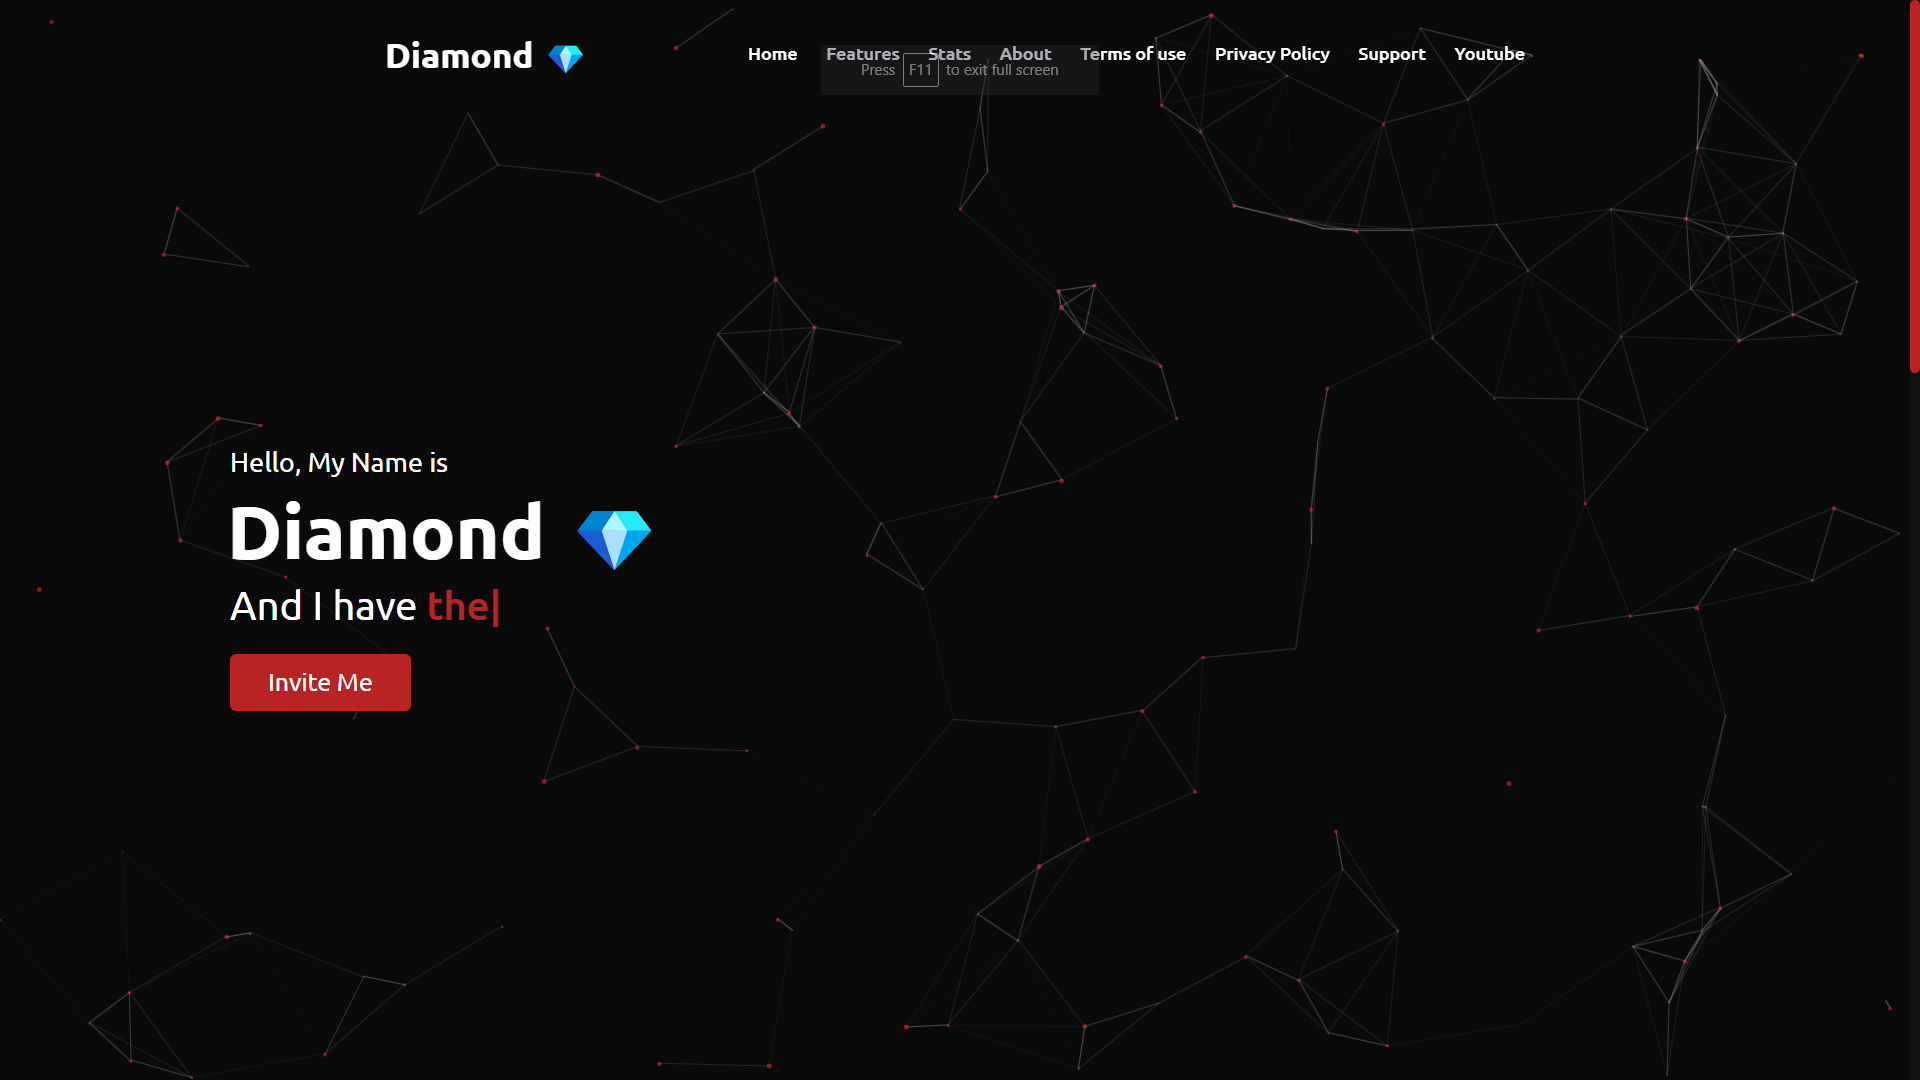 Diamond 💎
Home Features Stats About Terms of use Privacy Policy Support Youtube
Press F11 to exit full screen
Hello, My Name is
Diamond 💎
And I have the|
Invite Me